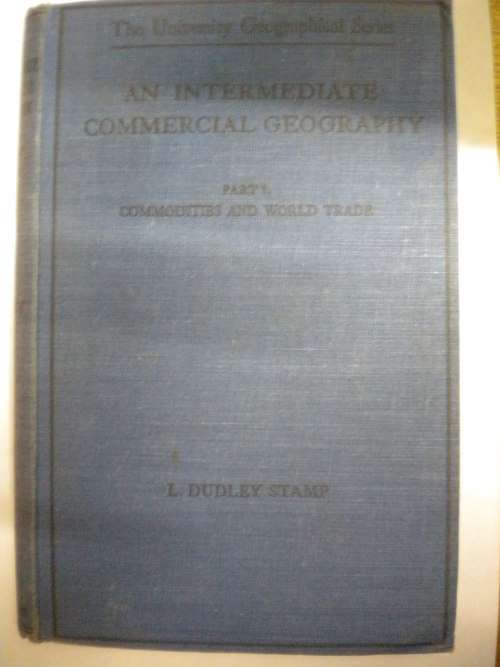 The University Geographical Series
AN INTERMEDIATE
COMMERCIAL GEOGRAPHY
PART I.
COMMODITIES AND WORLD TRADE
L. DUDLEY STAMP